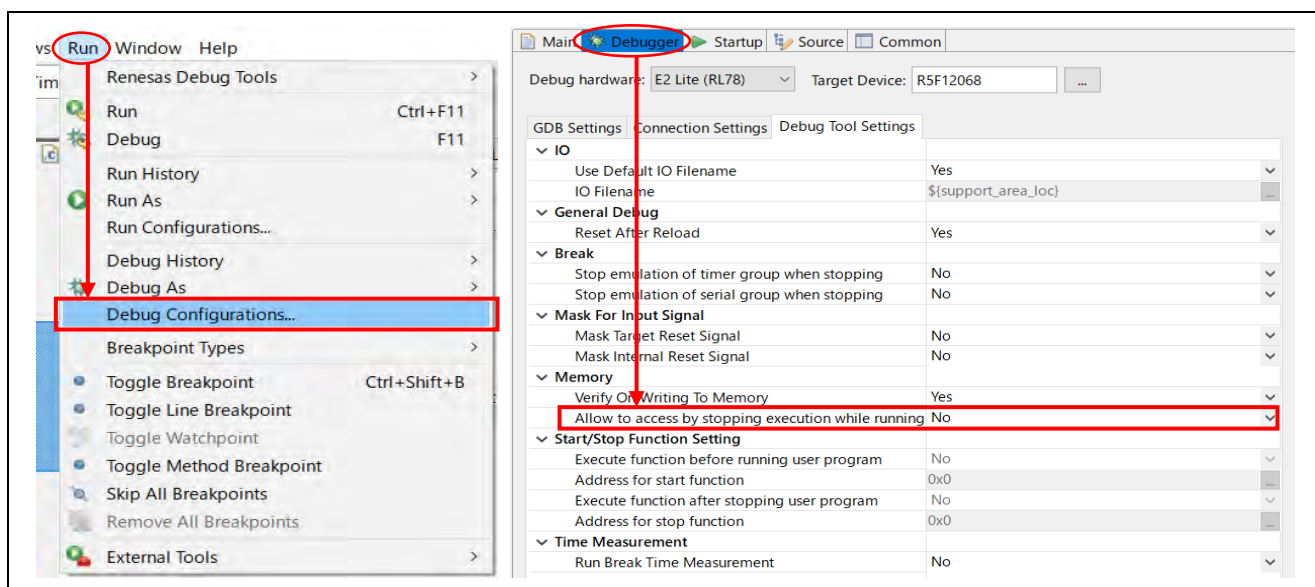 Run Window Help
Renesas Debug Tools >
Run Ctrl+F11
Debug F11
Run History >
Run As >
Run Configurations...
Debug History >
Debug As >
Debug Configurations...
Breakpoint Types >
Toggle Breakpoint Ctrl+Shift+B
Toggle Line Breakpoint
Toggle Watchpoint
Toggle Method Breakpoint
Skip All Breakpoints
Remove All Breakpoints
External Tools >
Main Debugger Startup Source Common
Debug hardware: E2 Lite (RL78) Target Device: R5F12068 ...
GDB Settings Connection Settings Debug Tool Settings
IO
Use Default IO Filename Yes
IO Filename ${support_area_loc} ...
General Debug
Reset After Reload Yes
Break
Stop emulation of timer group when stopping No
Stop emulation of serial group when stopping No
Mask For Input Signal
Mask Target Reset Signal No
Mask Internal Reset Signal No
Memory
Verify On Writing To Memory Yes
Allow to access by stopping execution while running No
Start/Stop Function Setting
Execute function before running user program No
Address for start function 0x0 ...
Execute function after stopping user program No
Address for stop function 0x0 ...
Time Measurement
Run Break Time Measurement No